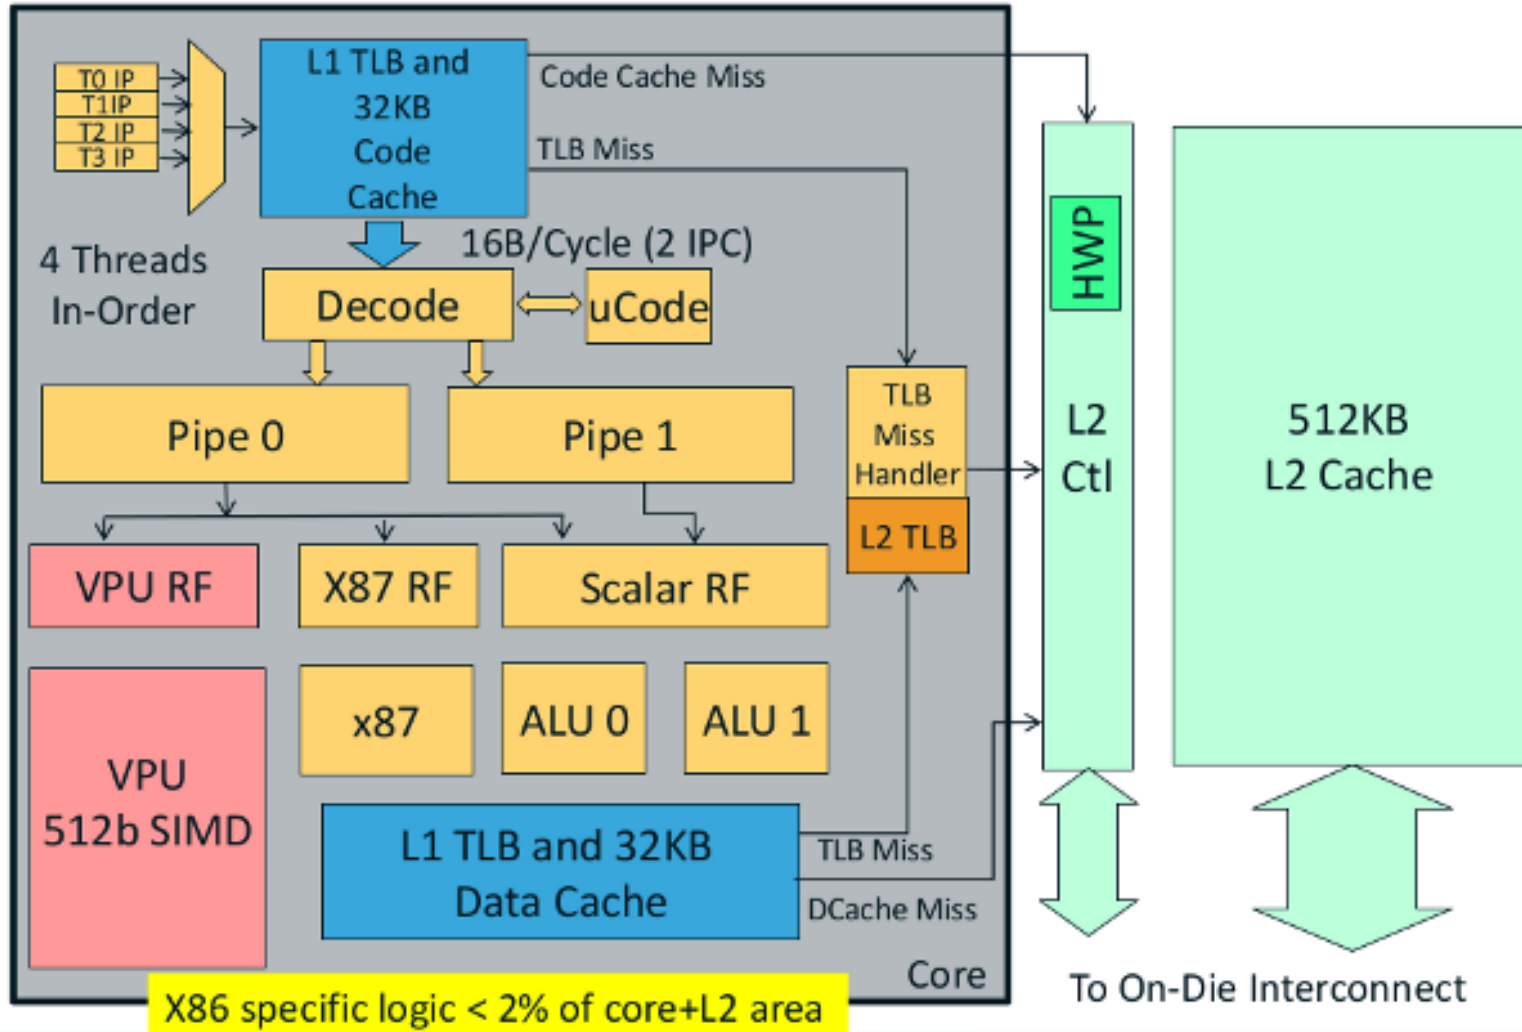 T0 IP
T1IP
T2 IP
T3 IP
L1 TLB and
32KB
Code
Cache
Code Cache Miss
TLB Miss
4 Threads
In-Order
16B/Cycle (2 IPC)
Decode
uCode
Pipe 0
Pipe 1
TLB
Miss
Handler
L2 TLB
HWP
L2
Ctl
512KB
L2 Cache
VPU RF
X87 RF
Scalar RF
VPU
512b SIMD
x87
ALU 0
ALU 1
L1 TLB and 32KB
Data Cache
TLB Miss
DCache Miss
Core
To On-Die Interconnect
X86 specific logic < 2% of core+L2 area